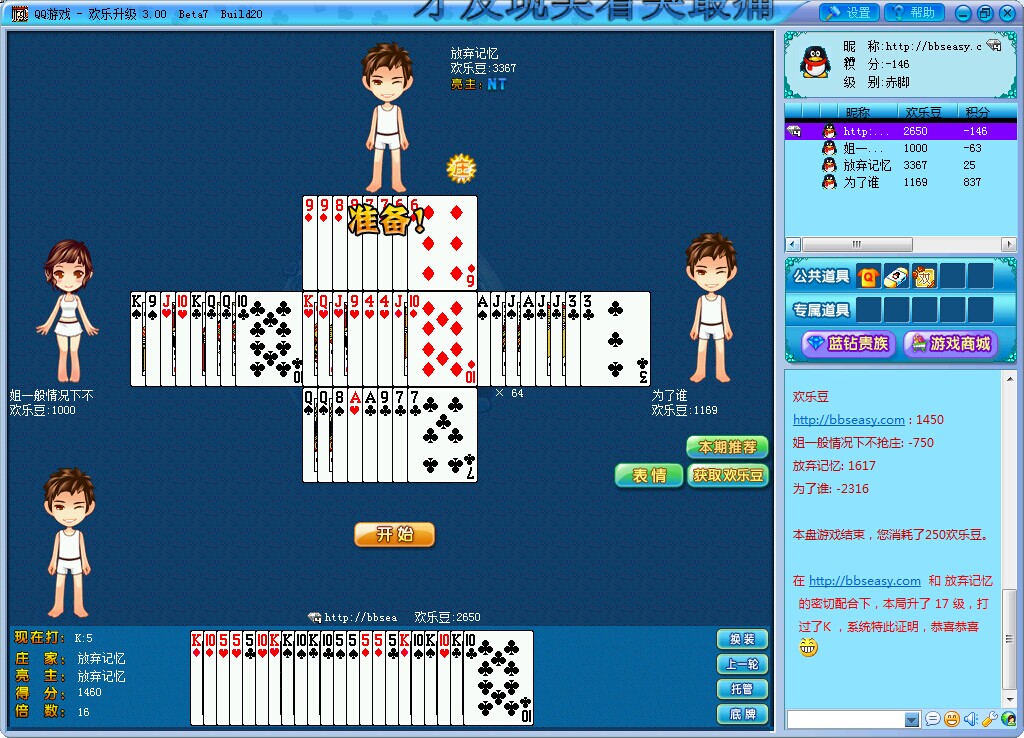 QQ游戏 - 欢乐升级 3.00 Beta7 Build20
设置
帮助
放弃记忆
欢乐豆:3367
亮主: NT
庄
准备!
姐一般情况下不
欢乐豆:1000
为了谁
欢乐豆:1169
× 64
本期推荐
表情
获取欢乐豆
开始
http://bbsea 欢乐豆:2650
现在打: K:5
庄 家: 放弃记忆
亮 主: 放弃记忆
得 分: 1460
倍 数: 16
换装
上一轮
托管
底牌
昵 称:http://bbseasy.c
积 分:-146
级 别:赤脚
昵称 欢乐豆 积分
http:... 2650 -146
姐一... 1000 -63
放弃记忆 3367 25
为了谁 1169 837
公共道具
专属道具
蓝钻贵族
游戏商城
欢乐豆
http://bbseasy.com : 1450
姐一般情况下不抢庄: -750
放弃记忆: 1617
为了谁: -2316
本盘游戏结束，您消耗了250欢乐豆。
在 http://bbseasy.com 和 放弃记忆
的密切配合下，本局升了 17 级，打
过了K ，系统特此证明，恭喜恭喜